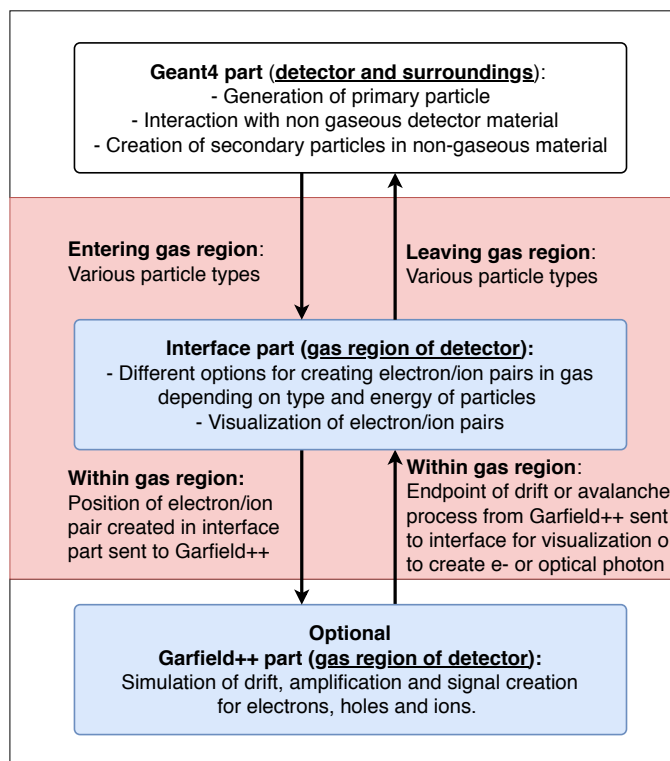 Geant4 part (detector and surroundings):
- Generation of primary particle
- Interaction with non gaseous detector material
- Creation of secondary particles in non-gaseous material
Entering gas region:
Various particle types
Leaving gas region:
Various particle types
Interface part (gas region of detector):
- Different options for creating electron/ion pairs in gas
depending on type and energy of particles
- Visualization of electron/ion pairs
Within gas region:
Position of electron/ion
pair created in interface
part sent to Garfield++
Within gas region:
Endpoint of drift or avalanche
process from Garfield++ sent
to interface for visualization o
to create e- or optical photon
Optional
Garfield++ part (gas region of detector):
Simulation of drift, amplification and signal creation
for electrons, holes and ions.